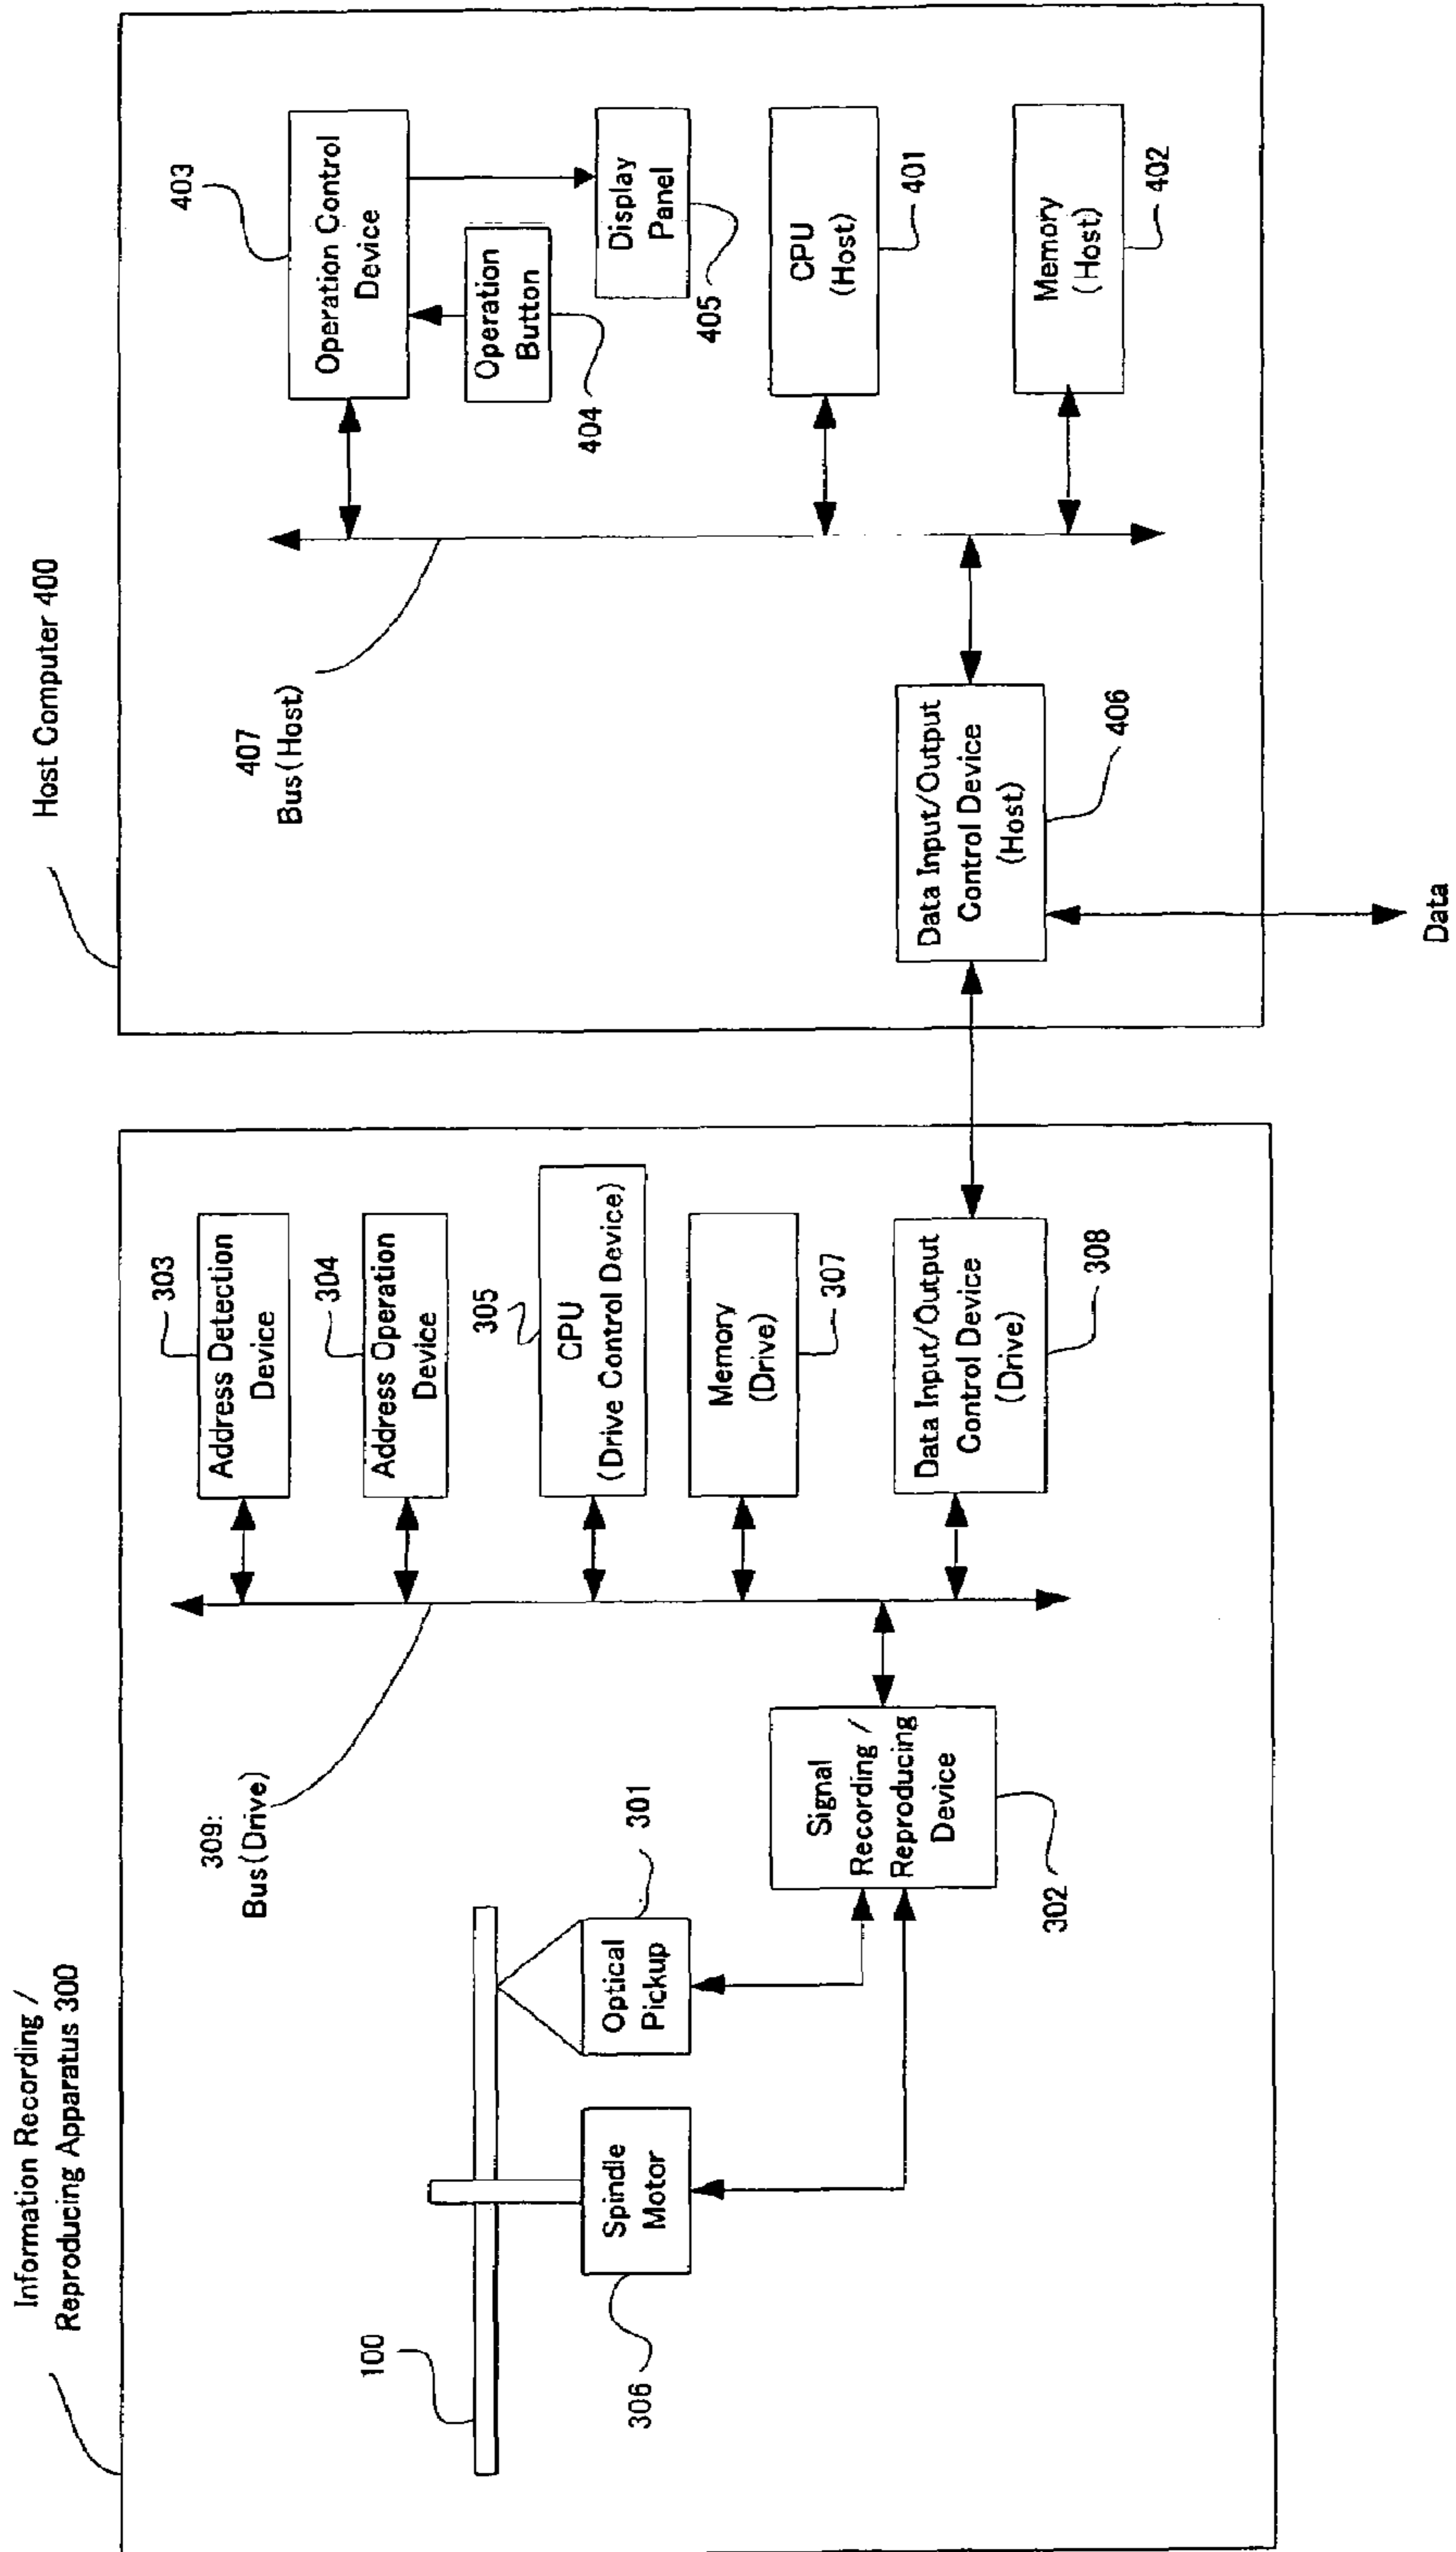 Information Recording /
Reproducing Apparatus 300
100
306
Spindle
Motor
Optical
Pickup
301
309:
Bus(Drive)
Signal
Recording /
Reproducing
Device
302
303
Address Detection
Device
304
Address Operation
Device
305
CPU
(Drive Control Device)
Memory
(Drive)
307
Data Input/Output
Control Device
(Drive)
308
Host Computer 400
407
Bus(Host)
403
Operation Control
Device
Operation
Button
404
Display
Panel
405
CPU
(Host)
401
Memory
(Host)
402
Data Input/Output
Control Device
(Host)
406
Data